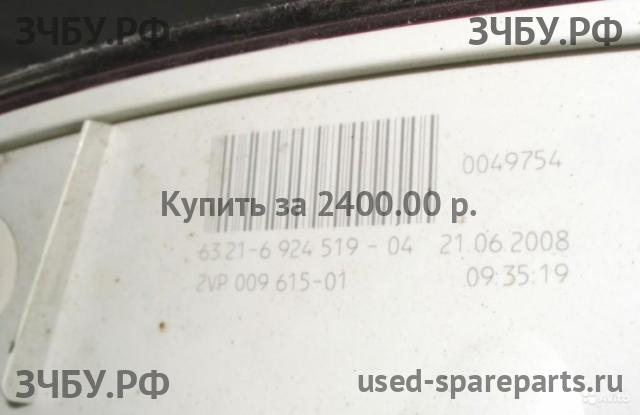 ЗЧБУ.РФ
ЗЧБУ.РФ
0049754
Купить за 2400.00 р.
63.21-6 924 519 - 04 21.06.2008
2VP 009 615-01 09:35:19
ЗЧБУ.РФ
used-spareparts.ru
Avito